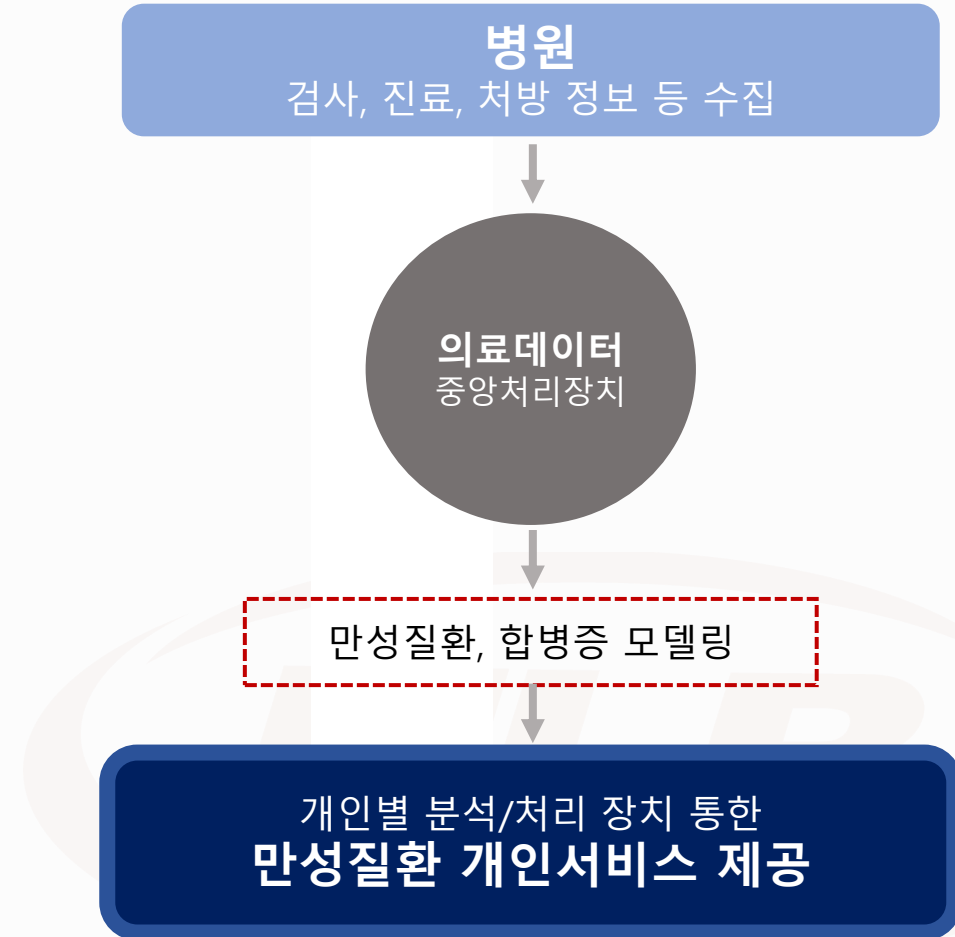 병원
검사, 진료, 처방 정보 등 수집
의료데이터
중앙처리장치
만성질환, 합병증 모델링
개인별 분석/처리 장치 통한
만성질환 개인서비스 제공